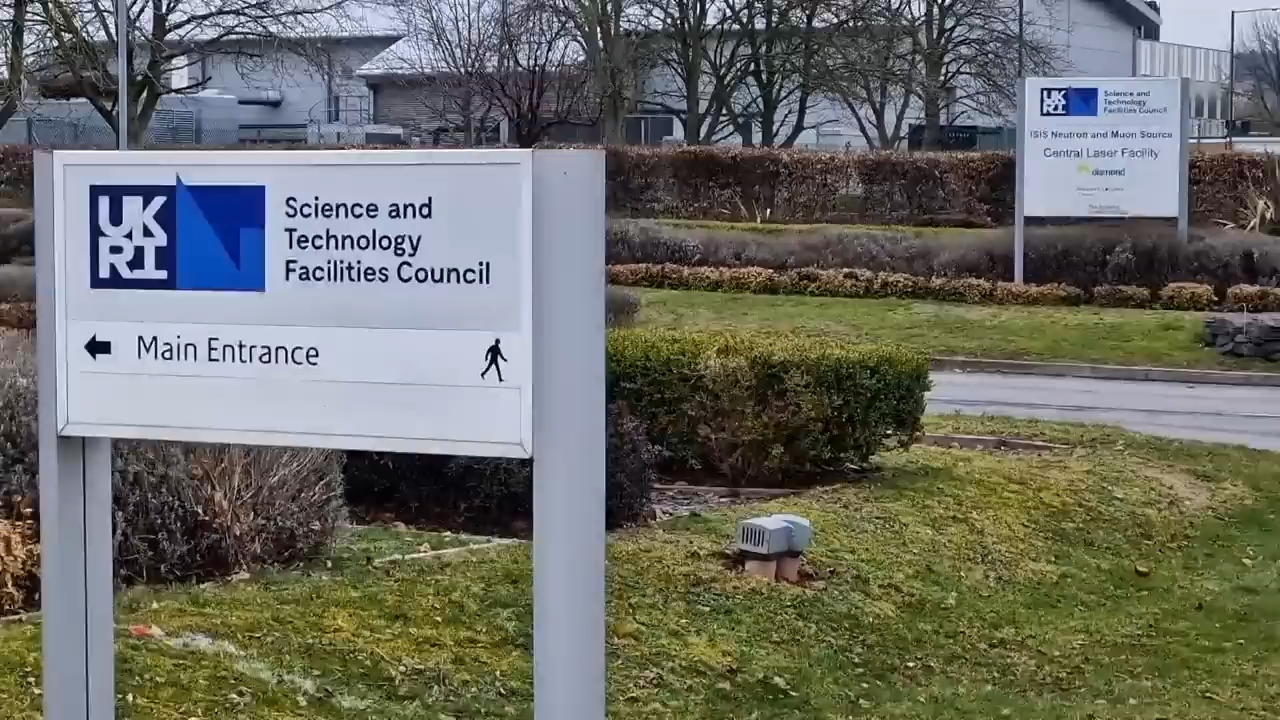 UK
RI
Science and
Technology
Facilities Council
Main Entrance
UK
RI
Science and
Technology
Facilities Council
ISIS Neutron and Muon Source
Central Laser Facility
diamond